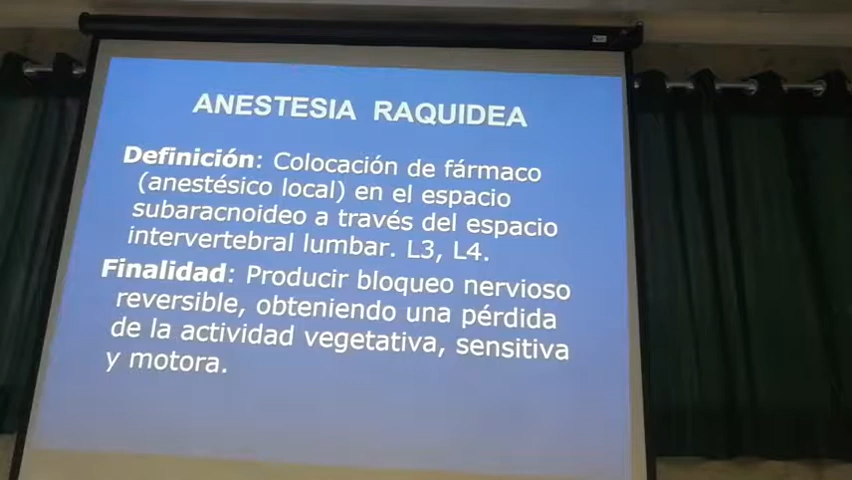 ANESTESIA RAQUIDEA
Definición: Colocación de fármaco
(anestésico local) en el espacio
subaracnoideo a través del espacio
intervertebral lumbar. L3, L4.
Finalidad: Producir bloqueo nervioso
reversible, obteniendo una pérdida
de la actividad vegetativa, sensitiva
y motora.